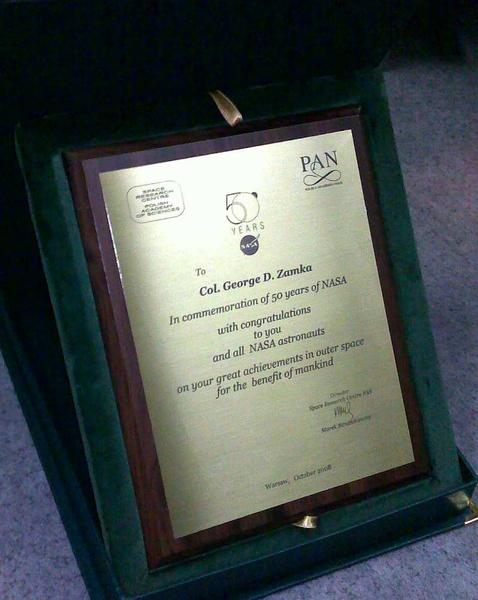 SPACE
RESEARCH
CENTRE
POLISH
ACADEMY
OF SCIENCES
PAN
50
YEARS
NASA
To
Col. George D. Zamka
In commemoration of 50 years of NASA
with congratulations
to you
and all NASA astronauts
on your great achievements in outer space
for the benefit of mankind
Director
Space Research Centre PAS
Marek Banaszkiewicz
Warsaw, October 2008